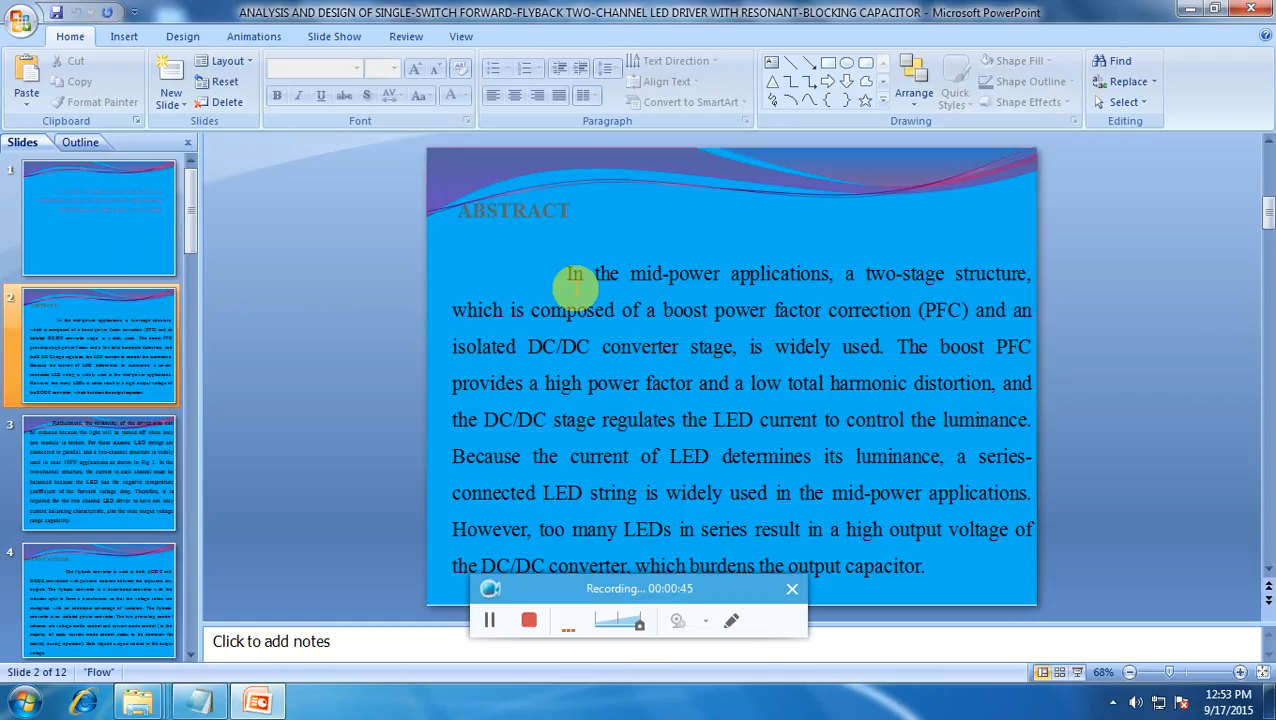 ANALYSIS AND DESIGN OF SINGLE-SWITCH FORWARD-FLYBACK TWO-CHANNEL LED DRIVER WITH RESONANT-BLOCKING CAPACITOR - Microsoft PowerPoint
Home Insert Design Animations Slide Show Review View
Paste Cut Copy Format Painter Clipboard
New Slide Layout Reset Delete Slides
Font
Text Direction Align Text Convert to SmartArt Paragraph
Arrange Quick Styles Shape Fill Shape Outline Shape Effects Drawing
Find Replace Select Editing
Slides Outline
1
2
3
4
ABSTRACT
In the mid-power applications, a two-stage structure,
which is composed of a boost power factor correction (PFC) and an
isolated DC/DC converter stage, is widely used. The boost PFC
provides a high power factor and a low total harmonic distortion, and
the DC/DC stage regulates the LED current to control the luminance.
Because the current of LED determines its luminance, a series-
connected LED string is widely used in the mid-power applications.
However, too many LEDs in series result in a high output voltage of
the DC/DC converter, which burdens the output capacitor.
Recording... 00:00:45
Click to add notes
Slide 2 of 12 "Flow" 68%
12:53 PM
9/17/2015